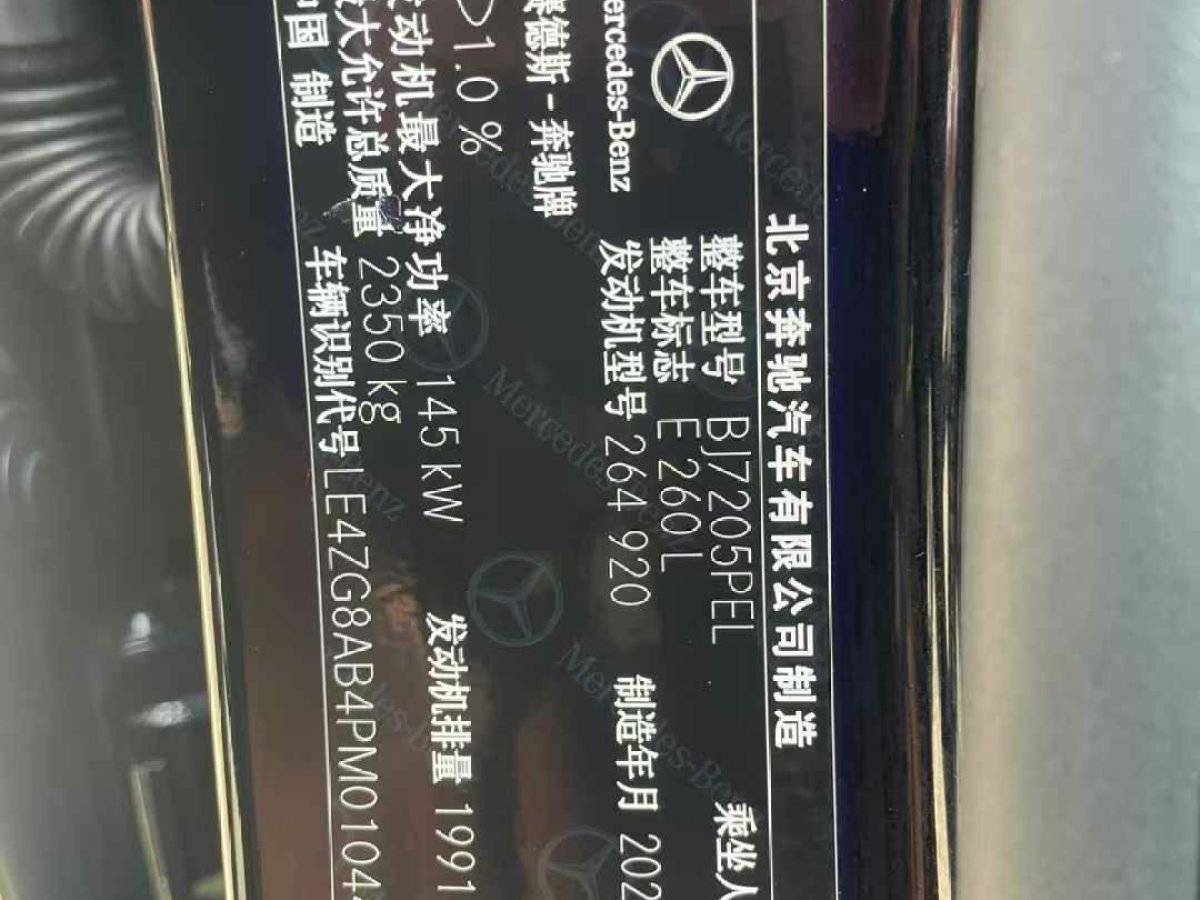 北京奔驰汽车有限公司制造
Mercedes-Benz
整车型号 BJ7205PEL
乘坐人
整车标志 E 260 L
发动机型号 264 920
制造年月 202
德斯-奔驰牌
>1.0 %
发动机最大净功率 145 kW
发动机排量 1991
大允许总质量 2350 kg
国 制造
车辆识别代号 LE4ZG8AB4PM0104